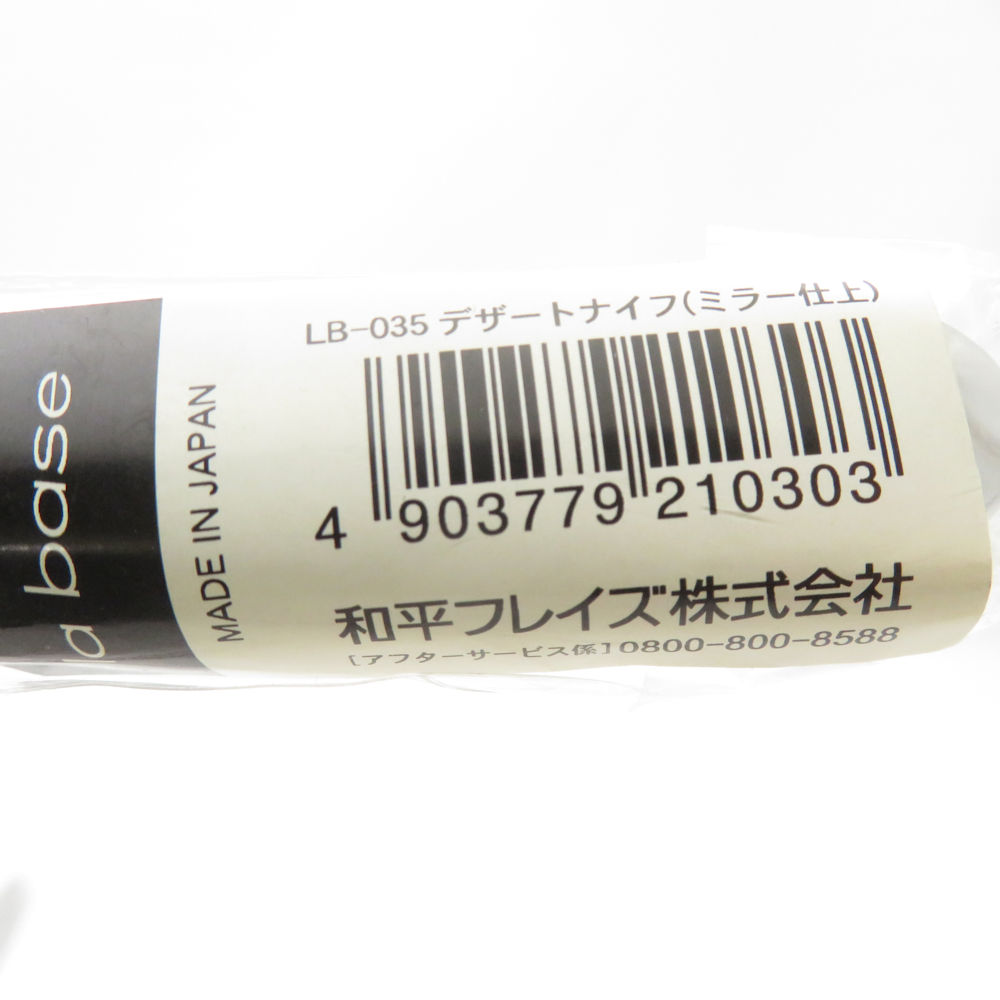 LB-035 デザートナイフ(ミラー仕上)
4 903779 210303
和平フレイズ株式会社
[アフターサービス係]0800-800-8588
MADE IN JAPAN
a base